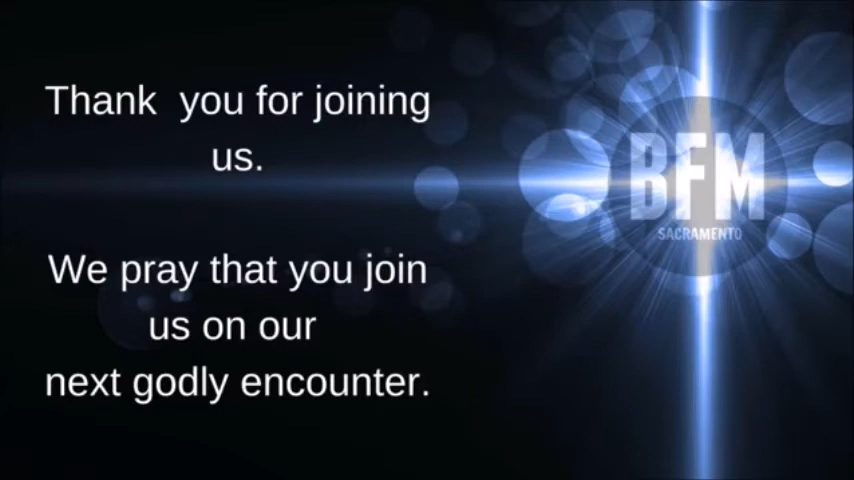 Thank  you for joining
us.
We pray that you join
us on our
next godly encounter.
BFM
SACRAMENTO